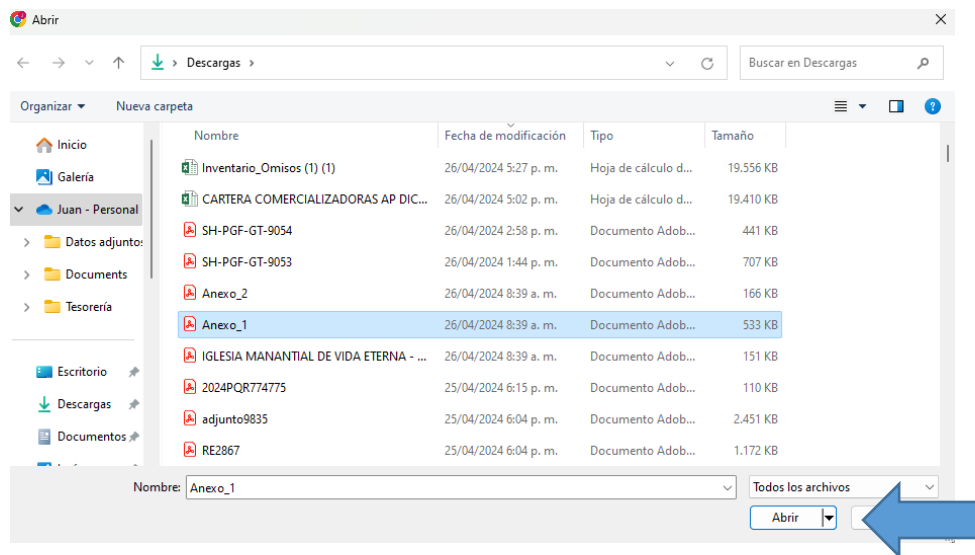 Abrir
Descargas
Buscar en Descargas
Organizar Nueva carpeta
Nombre Fecha de modificación Tipo Tamaño
Inicio
Galería
Juan - Personal
Datos adjuntos
Documents
Tesorería
Escritorio
Descargas
Documentos
Inventario_Omisos (1) (1) 26/04/2024 5:27 p. m. Hoja de cálculo d... 19.556 KB
CARTERA COMERCIALIZADORAS AP DIC... 26/04/2024 5:02 p. m. Hoja de cálculo d... 19.410 KB
SH-PGF-GT-9054 26/04/2024 2:58 p. m. Documento Adob... 441 KB
SH-PGF-GT-9053 26/04/2024 1:44 p. m. Documento Adob... 707 KB
Anexo_2 26/04/2024 8:39 a. m. Documento Adob... 166 KB
Anexo_1 26/04/2024 8:39 a. m. Documento Adob... 533 KB
IGLESIA MANANTIAL DE VIDA ETERNA - ... 26/04/2024 8:39 a. m. Documento Adob... 151 KB
2024PQR774775 25/04/2024 6:15 p. m. Documento Adob... 110 KB
adjunto9835 25/04/2024 6:04 p. m. Documento Adob... 2.451 KB
RE2867 25/04/2024 6:04 p. m. Documento Adob... 1.172 KB
Nombre: Anexo_1 Todos los archivos
Abrir